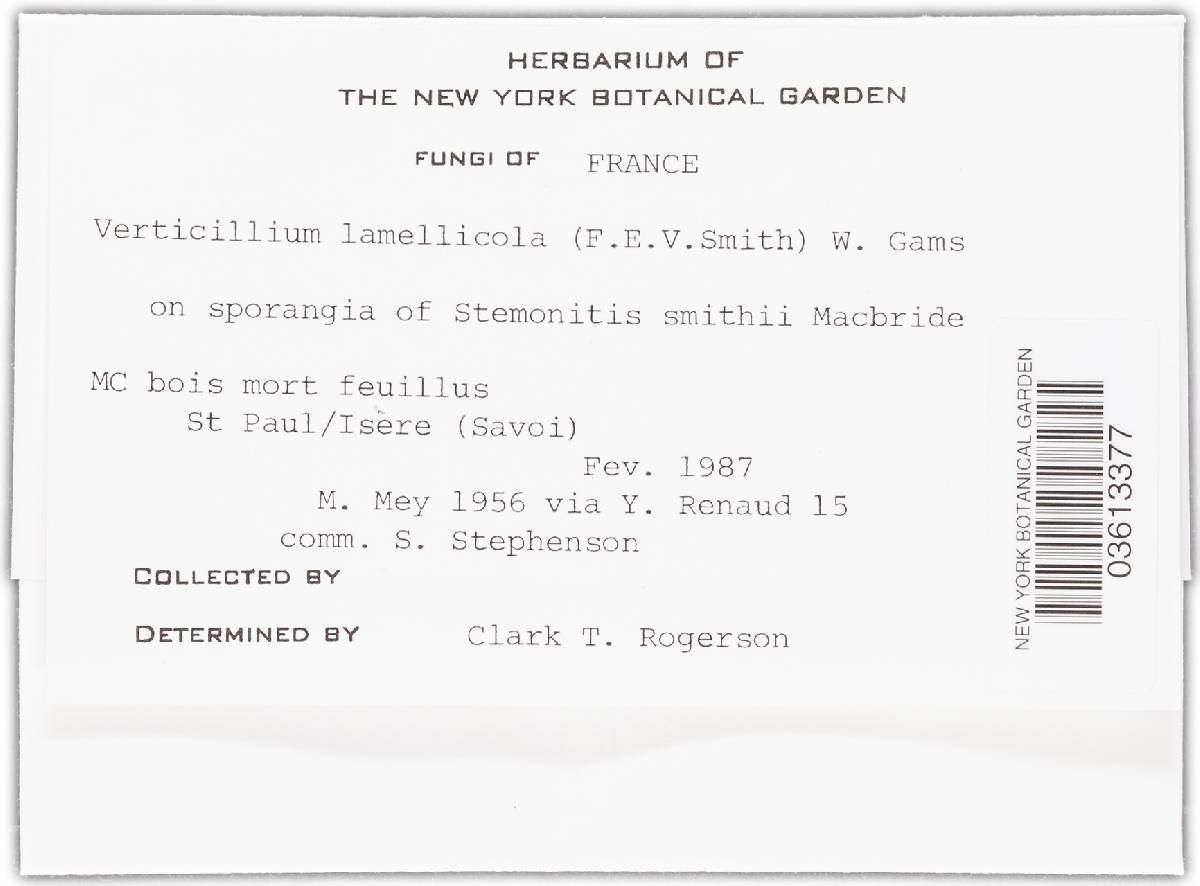 HERBARIUM OF
THE NEW YORK BOTANICAL GARDEN
FUNGI OF FRANCE
Verticillium lamellicola (F.E.V.Smith) W. Gams
on sporangia of Stemonitis smithii Macbride
MC bois mort feuillus
St Paul/Isère (Savoi)
Fev. 1987
M. Mey 1956 via Y. Renaud 15
comm. S. Stephenson
COLLECTED BY
DETERMINED BY Clark T. Rogerson
NEW YORK BOTANICAL GARDEN
03613377